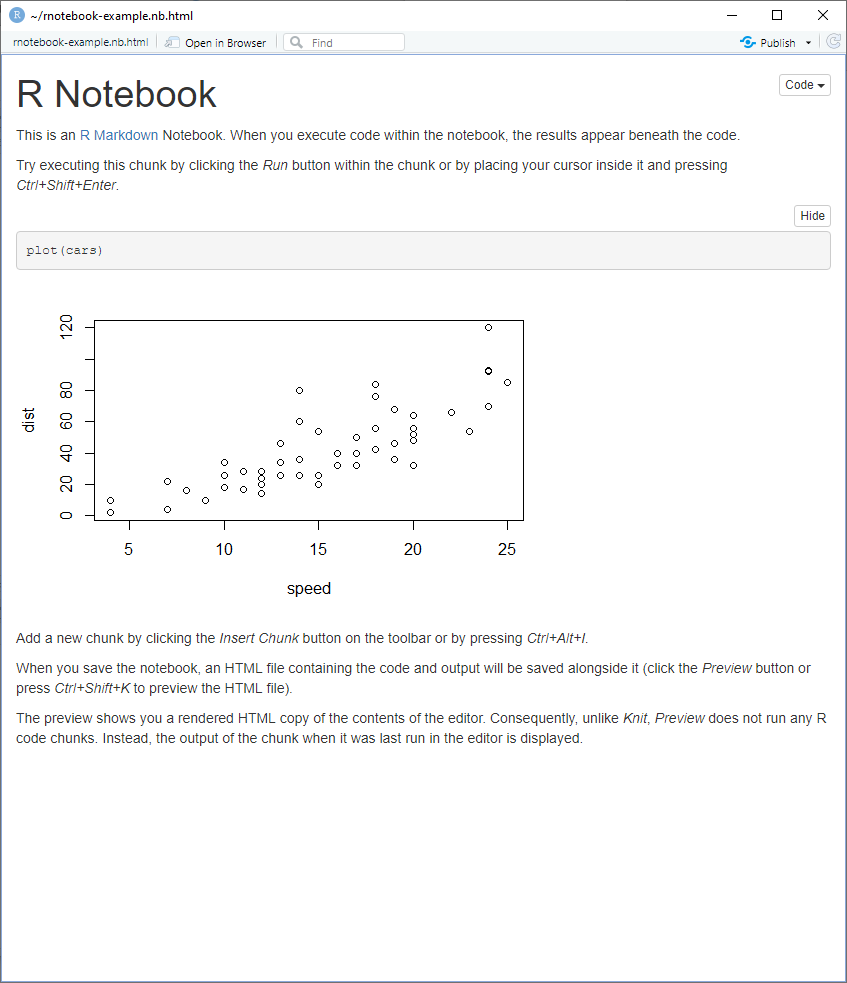 R ~/rnotebook-example.nb.html
rnotebook-example.nb.html Open in Browser Find Publish
R Notebook
Code
This is an R Markdown Notebook. When you execute code within the notebook, the results appear beneath the code.
Try executing this chunk by clicking the Run button within the chunk or by placing your cursor inside it and pressing
Ctrl+Shift+Enter.
Hide
plot(cars)
120
80
60
40
20
0
dist
5 10 15 20 25
speed
Add a new chunk by clicking the Insert Chunk button on the toolbar or by pressing Ctrl+Alt+I.
When you save the notebook, an HTML file containing the code and output will be saved alongside it (click the Preview button or
press Ctrl+Shift+K to preview the HTML file).
The preview shows you a rendered HTML copy of the contents of the editor. Consequently, unlike Knit, Preview does not run any R
code chunks. Instead, the output of the chunk when it was last run in the editor is displayed.